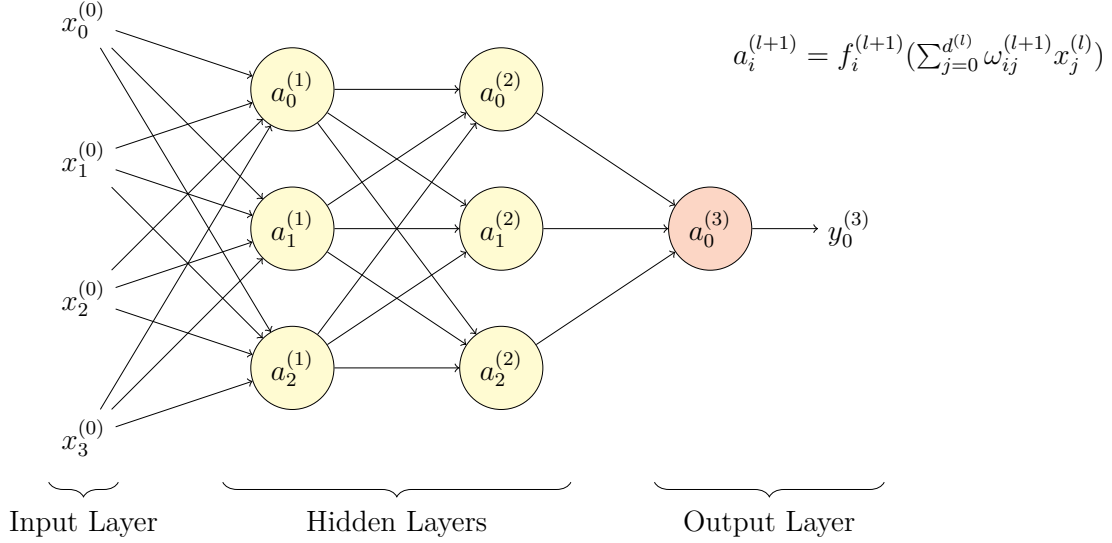 x_0^{(0)}
x_1^{(0)}
x_2^{(0)}
x_3^{(0)}
a_0^{(1)}
a_1^{(1)}
a_2^{(1)}
a_0^{(2)}
a_1^{(2)}
a_2^{(2)}
a_0^{(3)}
y_0^{(3)}
a_i^{(l+1)} = f_i^{(l+1)}(\sum_{j=0}^{d^{(l)}} \omega_{ij}^{(l+1)} x_j^{(l)})
Input Layer
Hidden Layers
Output Layer